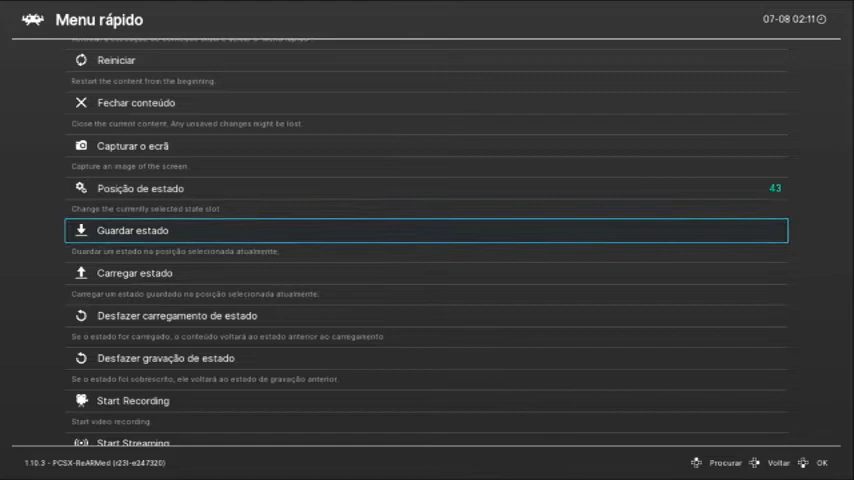 Menu rápido
07-08 02:11
Reiniciar
Restart the content from the beginning.
Fechar conteúdo
Close the current content. Any unsaved changes might be lost.
Capturar o ecrã
Capture an image of the screen.
Posição de estado
43
Change the currently selected state slot.
Guardar estado
Guardar um estado na posição selecionada atualmente.
Carregar estado
Carregar um estado guardado na posição selecionada atualmente.
Desfazer carregamento de estado
Se o estado for carregado, o conteúdo voltará ao estado anterior ao carregamento
Desfazer gravação de estado
Se o estado foi sobrescrito, ele voltará ao estado de gravação anterior.
Start Recording
Start video recording.
Start Streaming
1.10.3 - PCSX-ReARMed (r23l-e247320)
Procurar
Voltar
OK